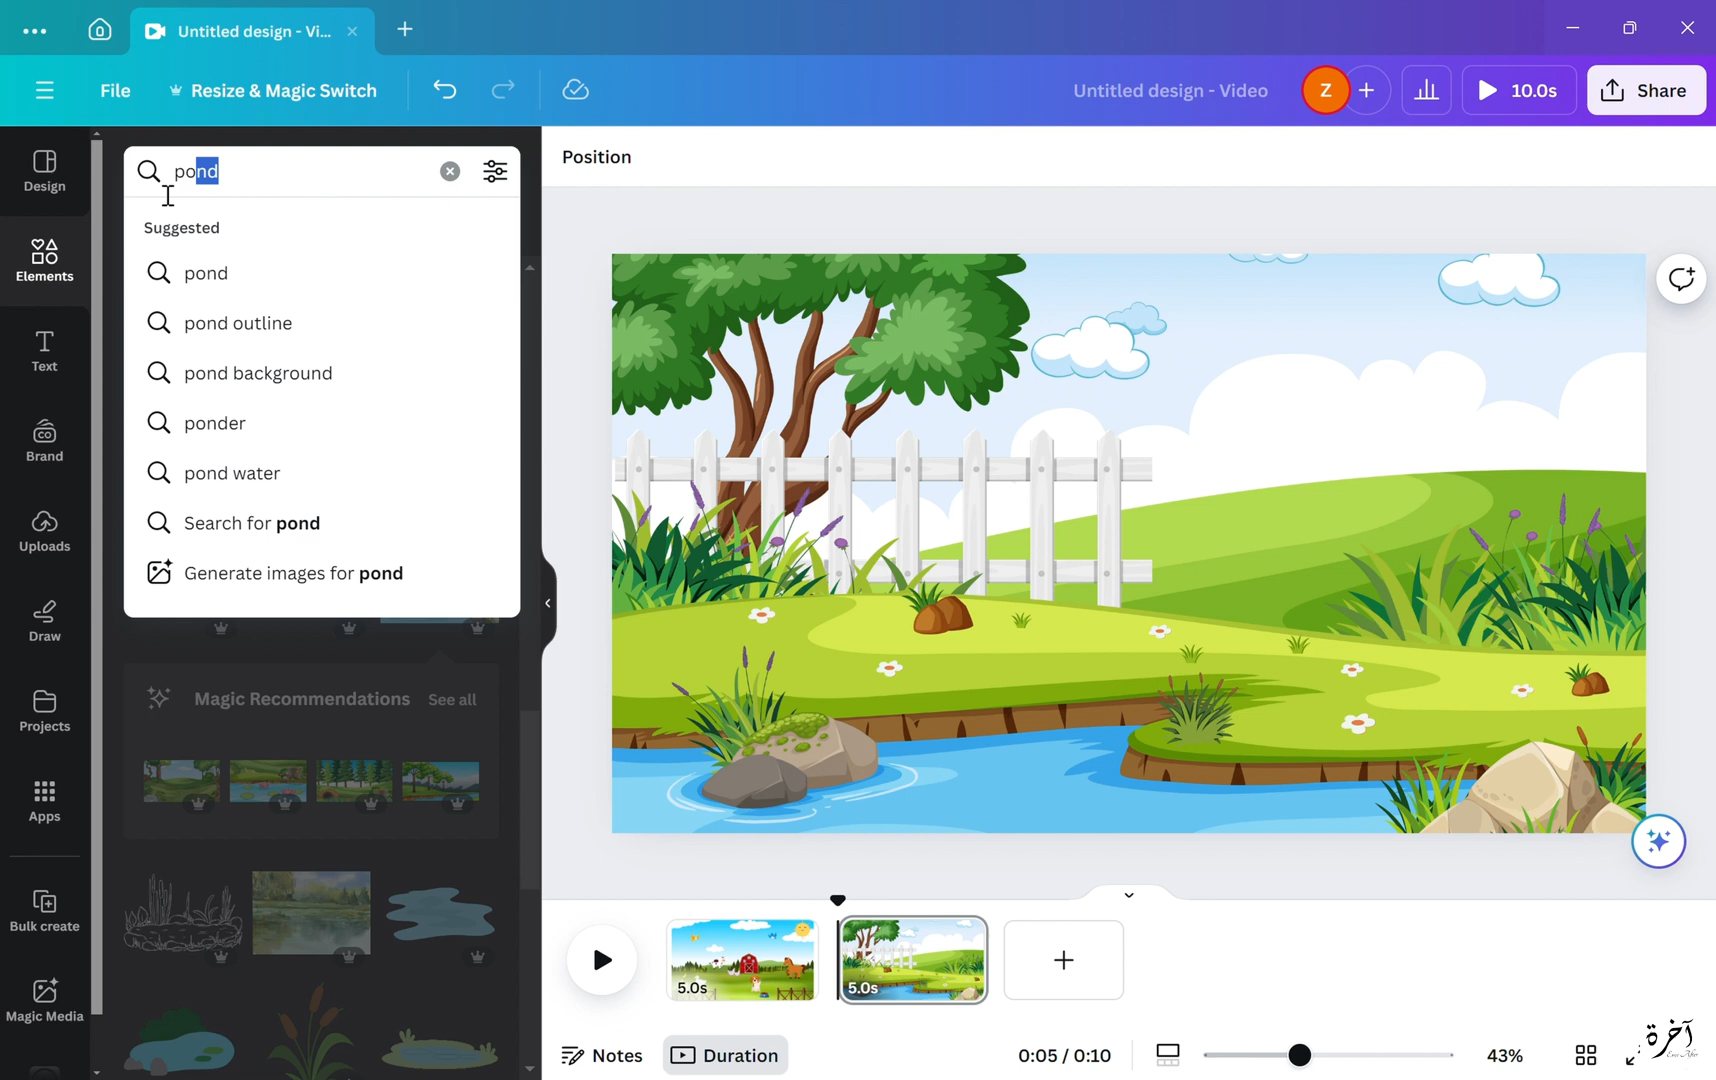 Untitled design - Vi...
File
Resize & Magic Switch
Untitled design - Video
Z
10.0s
Share
Design
Elements
Text
Brand
Uploads
Draw
Projects
Apps
Bulk create
Magic Media
pond
Suggested
pond
pond outline
pond background
ponder
pond water
Search for pond
Generate images for pond
Magic Recommendations
See all
Position
5.0s
5.0s
Notes
Duration
0:05 / 0:10
43%
آخرة
Ever After